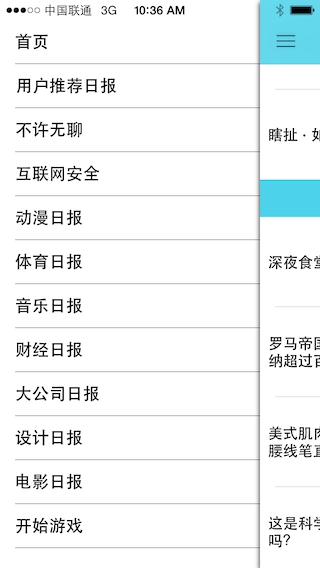 中国联通 3G 10:36 AM
首页
用户推荐日报
不许无聊
互联网安全
动漫日报
体育日报
音乐日报
财经日报
大公司日报
设计日报
电影日报
开始游戏
瞎扯 · 如
深夜食堂
罗马帝国
纳超过百
美式肌肉
腰线笔直
这是科学
吗?